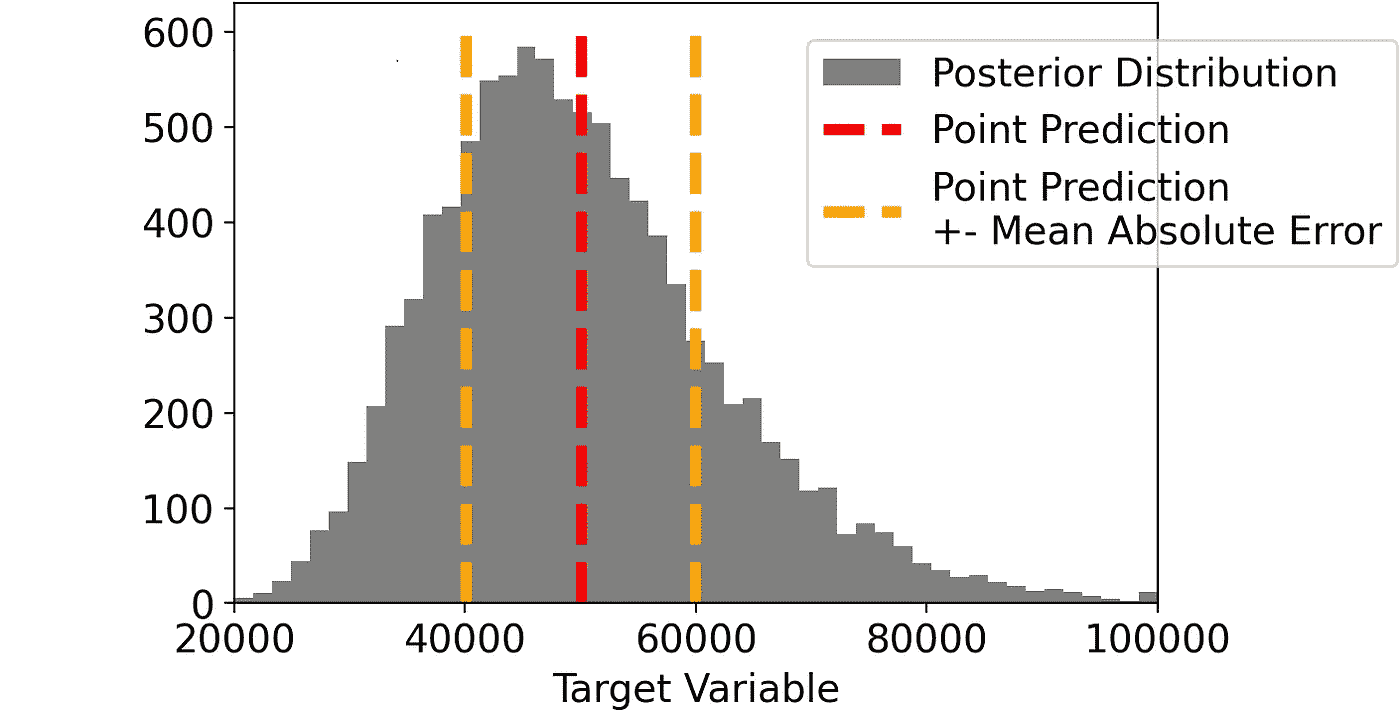 600
500
400
300
200
100
0
20000 40000 60000 80000 100000
Target Variable
Posterior Distribution
Point Prediction
Point Prediction
+- Mean Absolute Error